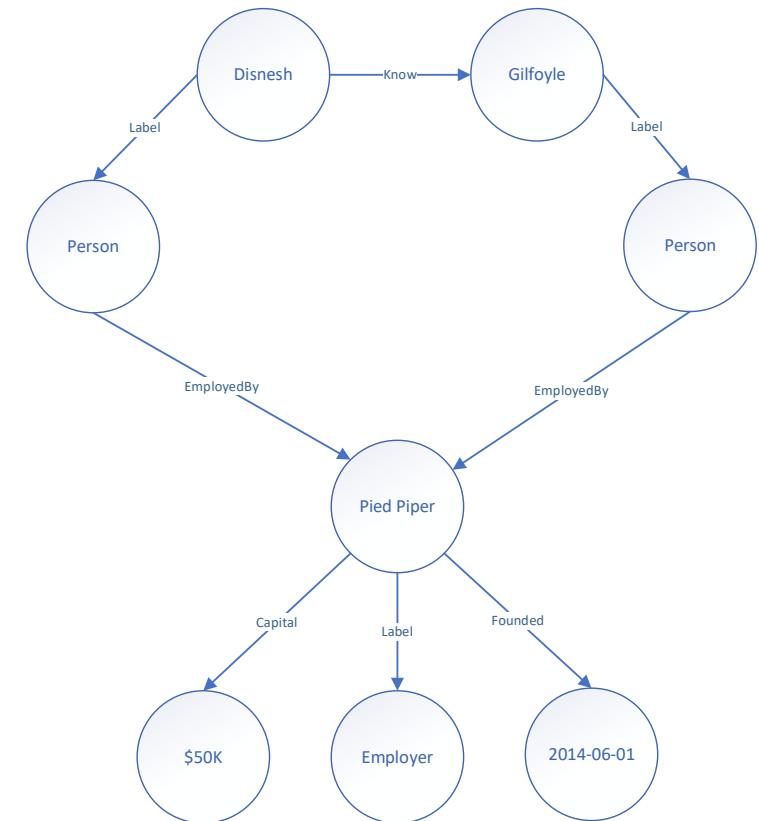 Disnesh
Know
Gilfoyle
Label
Label
Person
Person
EmployedBy
EmployedBy
Pied Piper
Capital
Label
Founded
$50K
Employer
2014-06-01